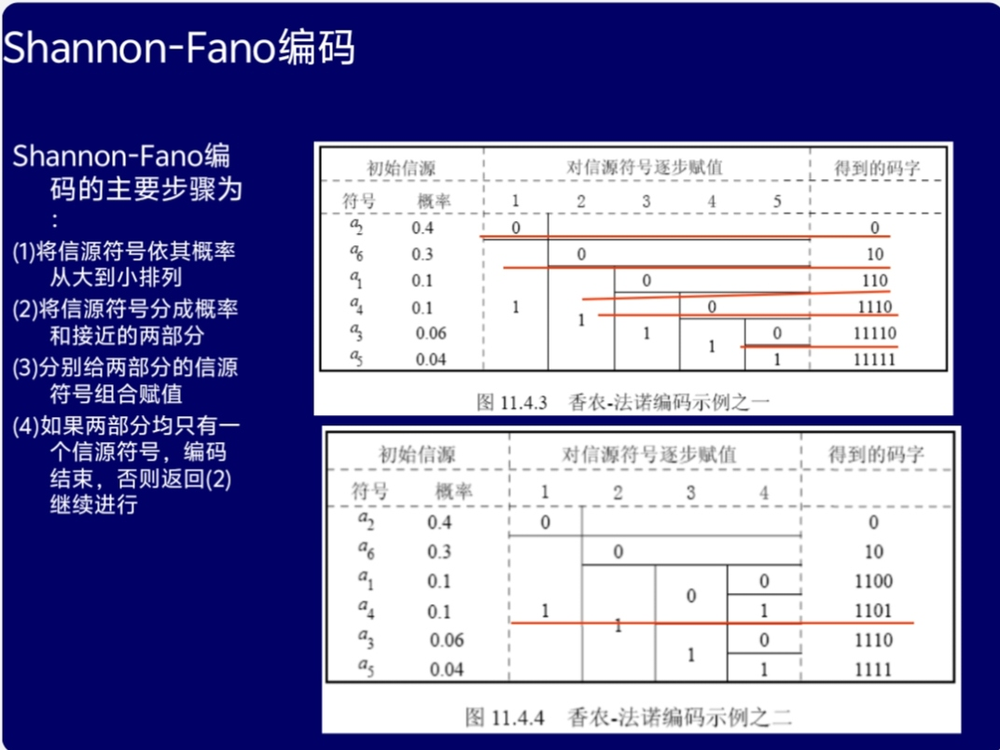 Shannon-Fano编码
Shannon-Fano编
码的主要步骤为
:
(1)将信源符号依其概率
从大到小排列
(2)将信源符号分成概率
和接近的两部分
(3)分别给两部分的信源
符号组合赋值
(4)如果两部分均只有一
个信源符号，编码
结束，否则返回(2)
继续进行
初始信源 对信源符号逐步赋值 得到的码字
符号 概率 1 2 3 4 5
a2 0.4 0 0
a6 0.3 0 10
a1 0.1 0 110
a4 0.1 1 0 1110
1
a3 0.06 1 0 11110
1
a5 0.04 1 11111
图 11.4.3 香农-法诺编码示例之一
初始信源 对信源符号逐步赋值 得到的码字
符号 概率 1 2 3 4
a2 0.4 0 0
a6 0.3 0 10
a1 0.1 0 1100
0
a4 0.1 1 1 1101
1
a3 0.06 0 1110
1
a5 0.04 1 1111
图 11.4.4 香农-法诺编码示例之二